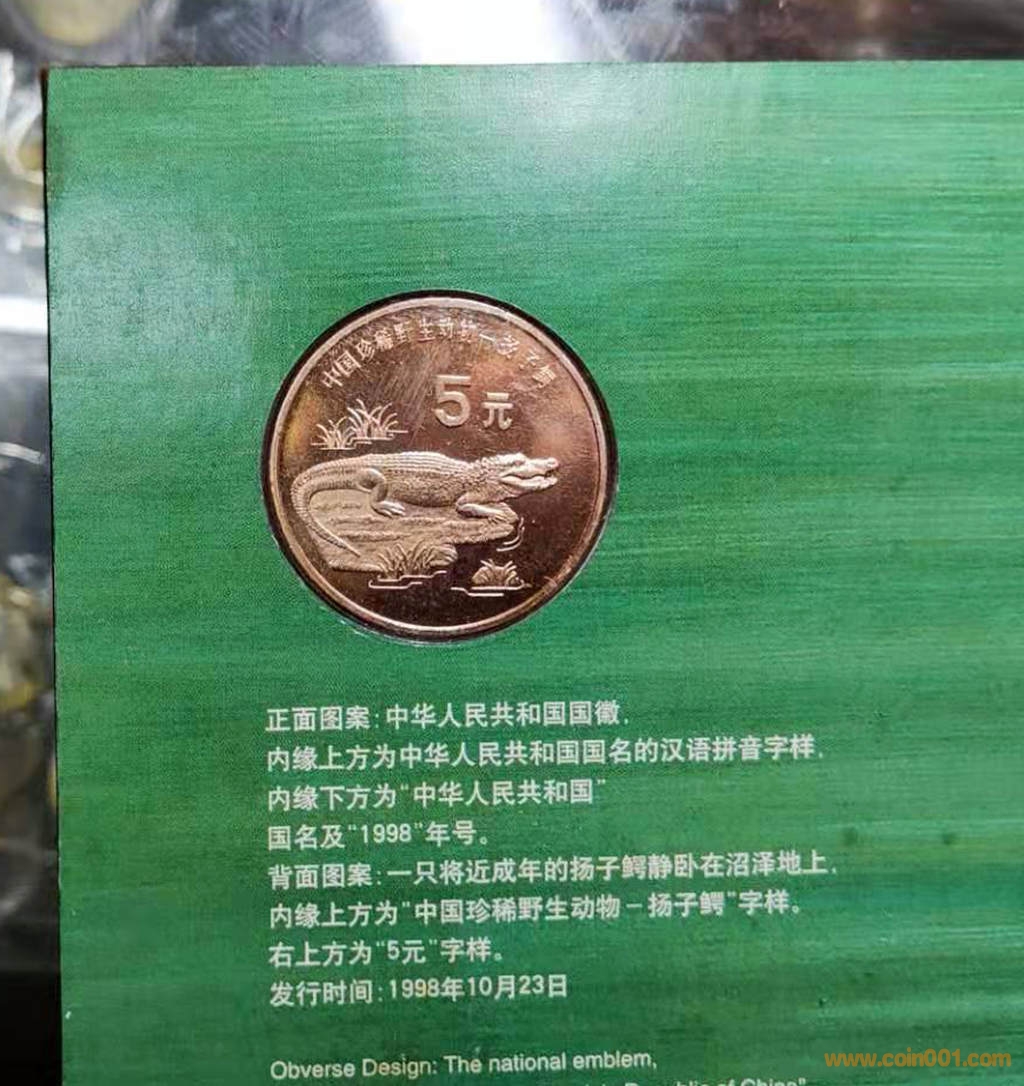 中国珍稀野生动物—扬子鳄
5元
正面图案:中华人民共和国国徽,
内缘上方为中华人民共和国国名的汉语拼音字样,
内缘下方为“中华人民共和国”
国名及“1998”年号。
背面图案:一只将近成年的扬子鳄静卧在沼泽地上,
内缘上方为“中国珍稀野生动物－扬子鳄”字样。
右上方为“5元”字样。
发行时间:1998年10月23日
Obverse Design: The national emblem,
Republic of China"
www.coin001.com